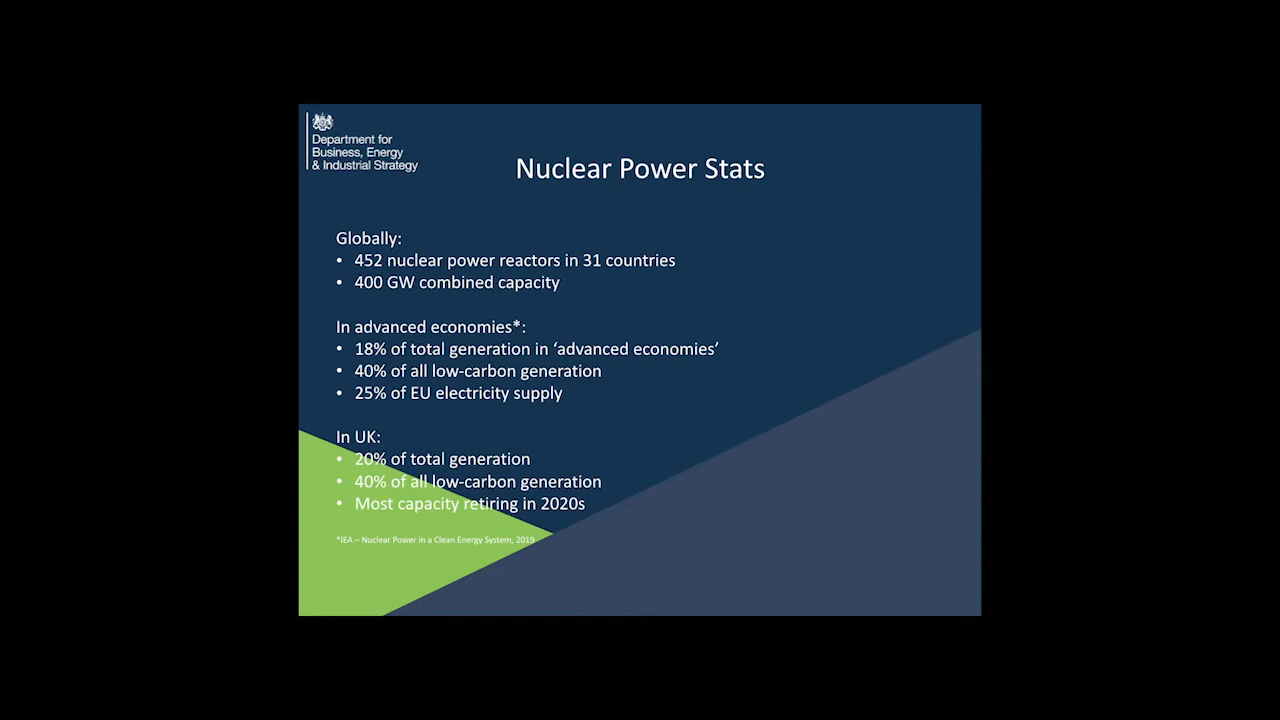 Department for
Business, Energy
& Industrial Strategy
Nuclear Power Stats
Globally:
• 452 nuclear power reactors in 31 countries
• 400 GW combined capacity
In advanced economies*:
• 18% of total generation in ‘advanced economies’
• 40% of all low-carbon generation
• 25% of EU electricity supply
In UK:
• 20% of total generation
• 40% of all low-carbon generation
• Most capacity retiring in 2020s
*IEA – Nuclear Power in a Clean Energy System, 2019